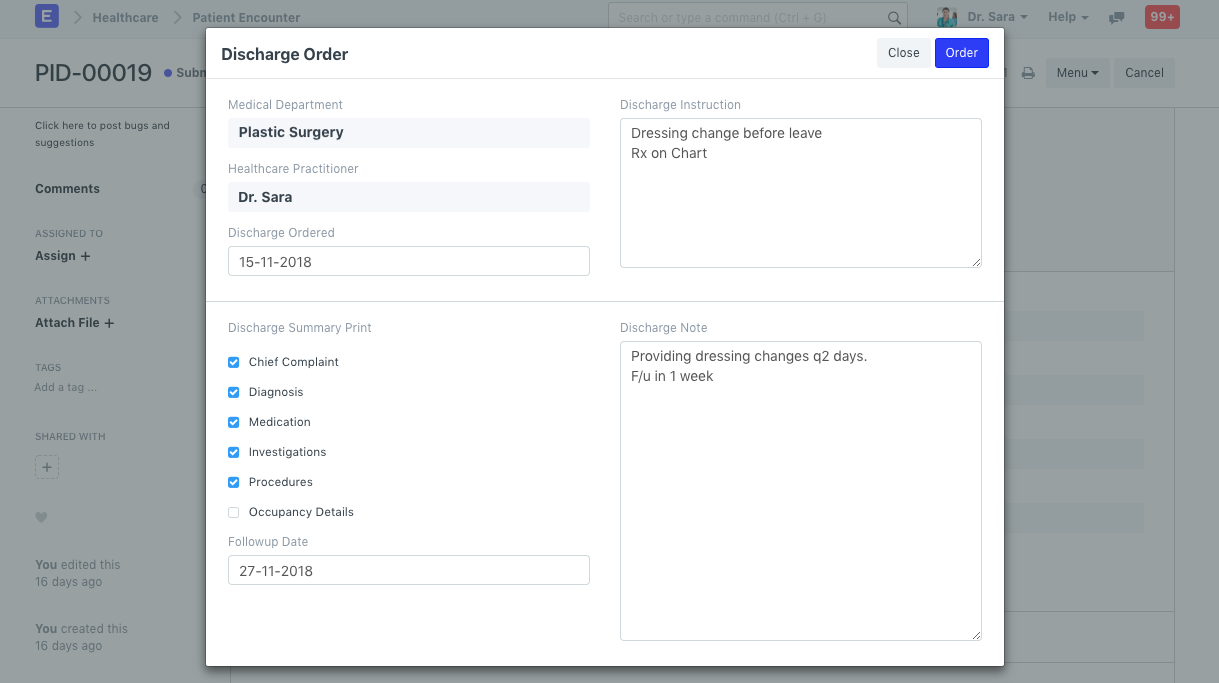 E
Healthcare
Patient Encounter
Search or type a command (Ctrl + G)
Dr. Sara
Help
99+
PID-00019
Menu
Cancel
Click here to post bugs and
suggestions
Comments
ASSIGNED TO
Assign +
ATTACHMENTS
Attach File +
TAGS
Add a tag ...
SHARED WITH
+
You edited this
16 days ago
You created this
16 days ago
Discharge Order
Close
Order
Medical Department
Plastic Surgery
Healthcare Practitioner
Dr. Sara
Discharge Ordered
15-11-2018
Discharge Instruction
Dressing change before leave
Rx on Chart
Discharge Summary Print
Chief Complaint
Diagnosis
Medication
Investigations
Procedures
Occupancy Details
Followup Date
27-11-2018
Discharge Note
Providing dressing changes q2 days.
F/u in 1 week